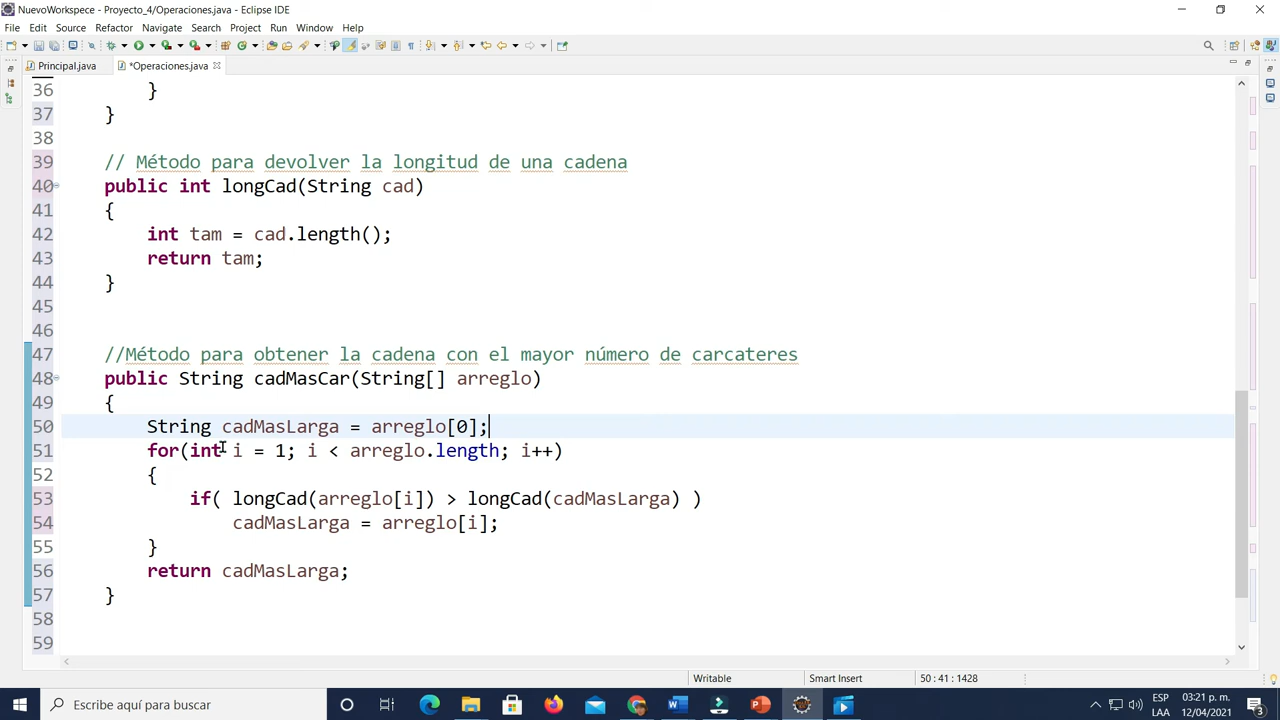 NuevoWorkspece - Proyecto_4/Operaciones.java - Eclipse IDE
File Edit Source Refactor Navigate Search Project Run Window Help
Principal.java *Operaciones.java
36 }
37 }
38
39 // Método para devolver la longitud de una cadena
40 public int longCad(String cad)
41 {
42 int tam = cad.length();
43 return tam;
44 }
45
46
47 //Método para obtener la cadena con el mayor número de carcateres
48 public String cadMasCar(String[] arreglo)
49 {
50 String cadMasLarga = arreglo[0];
51 for(int i = 1; i < arreglo.length; i++)
52 {
53 if( longCad(arreglo[i]) > longCad(cadMasLarga) )
54 cadMasLarga = arreglo[i];
55 }
56 return cadMasLarga;
57 }
58
59
Writable Smart Insert 50 : 41 : 1428
Escribe aquí para buscar
ESP 03:21 p. m.
LAA 12/04/2021
3